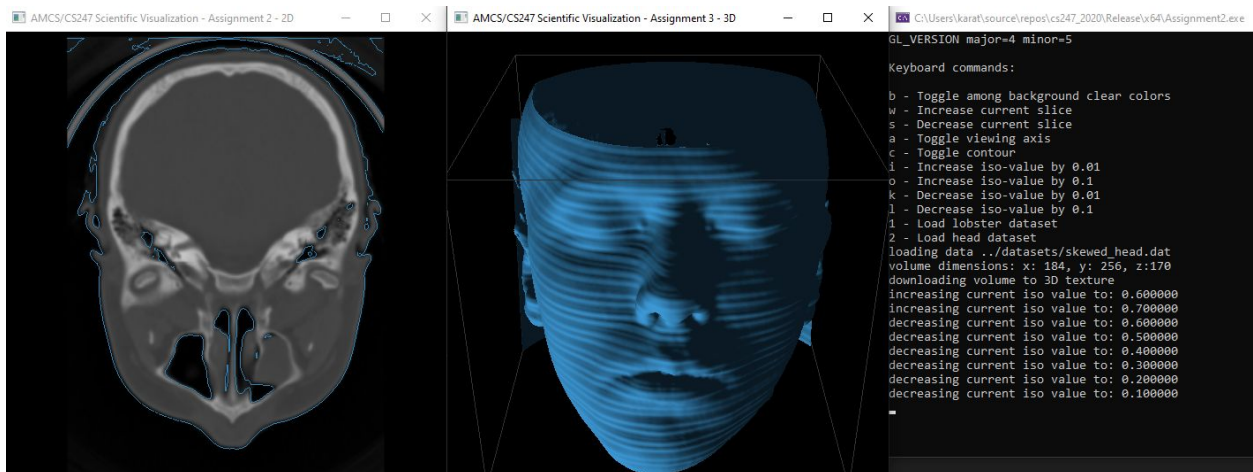 AMCS/CS247 Scientific Visualization - Assignment 2 - 2D
AMCS/CS247 Scientific Visualization - Assignment 3 - 3D
C:\Users\karat\source\repos\cs247_2020\Release\x64\Assignment2.exe
GL_VERSION major=4 minor=5
Keyboard commands:
b - Toggle among background clear colors
w - Increase current slice
s - Decrease current slice
a - Toggle viewing axis
c - Toggle contour
i - Increase iso-value by 0.01
o - Increase iso-value by 0.1
k - Decrease iso-value by 0.01
l - Decrease iso-value by 0.1
1 - Load lobster dataset
2 - Load head dataset
loading data ../datasets/skewed_head.dat
volume dimensions: x: 184, y: 256, z:170
downloading volume to 3D texture
increasing current iso value to: 0.600000
increasing current iso value to: 0.700000
decreasing current iso value to: 0.600000
decreasing current iso value to: 0.500000
decreasing current iso value to: 0.400000
decreasing current iso value to: 0.300000
decreasing current iso value to: 0.200000
decreasing current iso value to: 0.100000